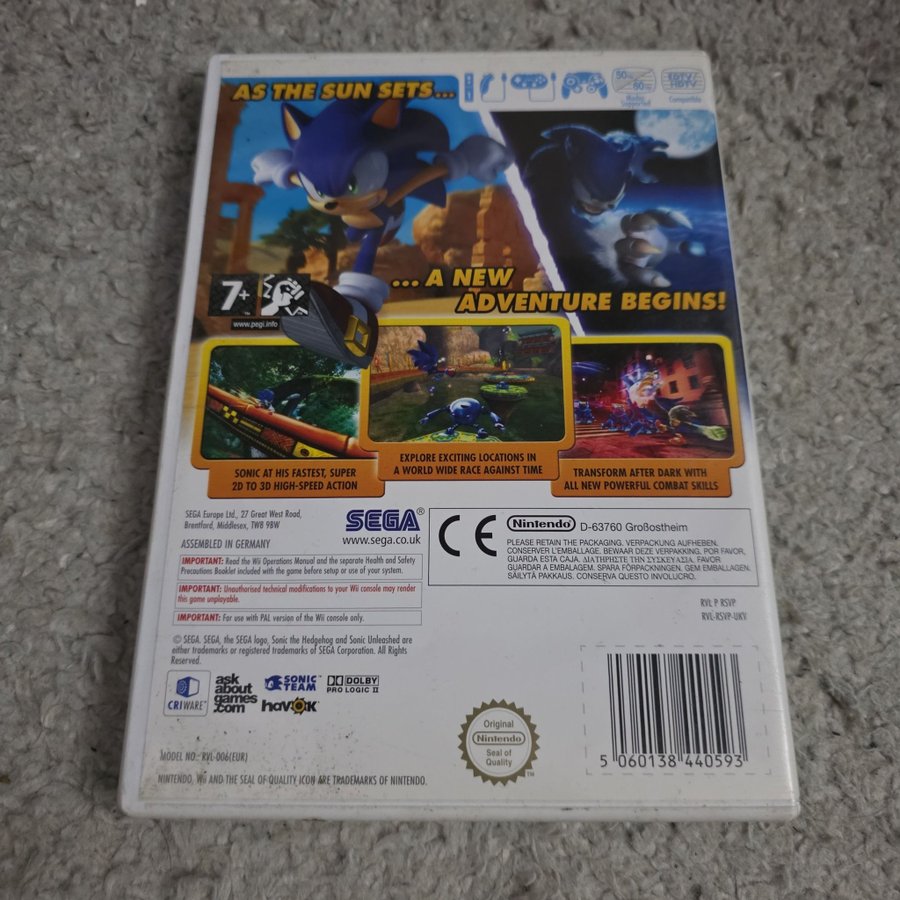 AS THE SUN SETS...
50Hz
60Hz
Modes
Supported
EDTV/
HDTV
Compatible
... A NEW
ADVENTURE BEGINS!
7+
www.pegi.info
SONIC AT HIS FASTEST, SUPER
2D TO 3D HIGH-SPEED ACTION
EXPLORE EXCITING LOCATIONS IN
A WORLD WIDE RACE AGAINST TIME
TRANSFORM AFTER DARK WITH
ALL NEW POWERFUL COMBAT SKILLS
SEGA Europe Ltd., 27 Great West Road,
Brentford, Middlesex, TW8 9BW
ASSEMBLED IN GERMANY
SEGA®
www.sega.co.uk
CE
Nintendo D-63760 Großostheim
PLEASE RETAIN THE PACKAGING. VERPACKUNG AUFHEBEN.
CONSERVER L'EMBALLAGE. BEWAAR DEZE VERPAKKING. POR FAVOR,
GUARDA ESTA CAJA. ΔΙΑΤΗΡΕΙΣΤΕ ΤΗΝ ΣΥΣΚΕΥΑΣΙΑ. FAVOR
GUARDAR A EMBALAGEM. SPARA FÖRPACKNINGEN. GEM EMBALLAGEN.
SÄILYTÄ PAKKAUS. CONSERVA QUESTO INVOLUCRO.
IMPORTANT: Read the Wii Operations Manual and the separate Health and Safety
Precautions Booklet included with the game before setup or use of your system.
IMPORTANT: Unauthorised technical modifications to your Wii console may render
this game unplayable.
IMPORTANT: For use with PAL version of the Wii console only.
RVL P RSVP
RVL-RSVP-UKV
© SEGA. SEGA, the SEGA logo, Sonic the Hedgehog and Sonic Unleashed are
either trademarks or registered trademarks of SEGA Corporation. All Rights
Reserved.
CRIWARE™
ask
about
games
.com
SONIC
TEAM™
havok
DOLBY
PRO LOGIC II
MODEL NO.: RVL-006(EUR)
NINTENDO, Wii AND THE SEAL OF QUALITY ICON ARE TRADEMARKS OF NINTENDO.
Original
Nintendo
Seal of
Quality
™
5 060138 440593